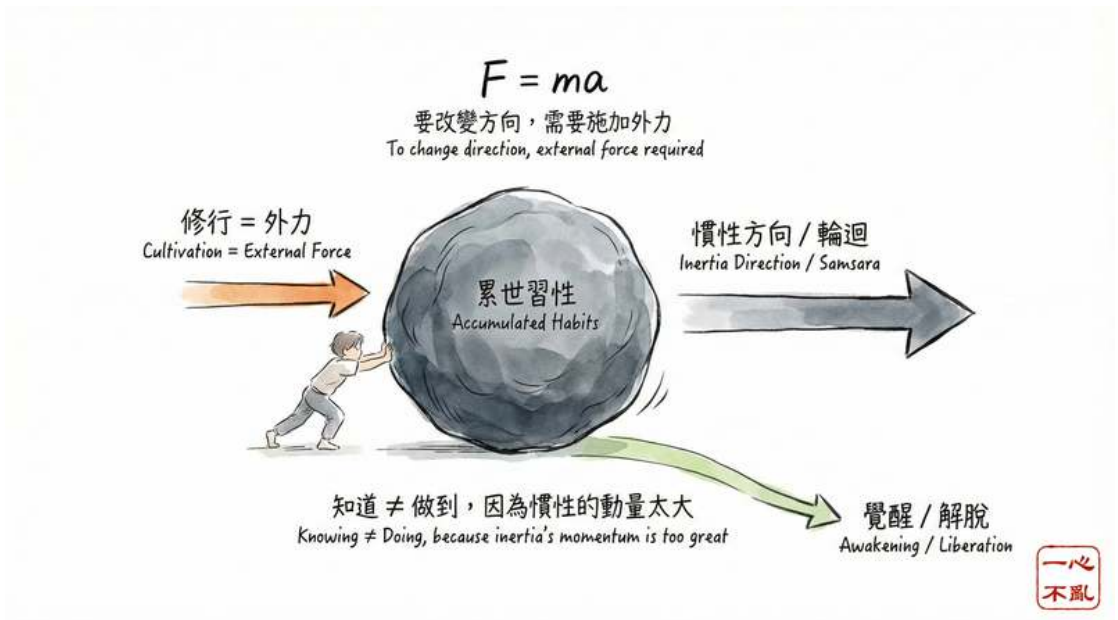 F = ma
要改變方向，需要施加外力
To change direction, external force required
修行 = 外力
Cultivation = External Force
慣性方向 / 輪迴
Inertia Direction / Samsara
累世習性
Accumulated Habits
知道 ≠ 做到，因為慣性的動量太大
Knowing ≠ Doing, because inertia's momentum is too great
覺醒 / 解脫
Awakening / Liberation
一心
不亂